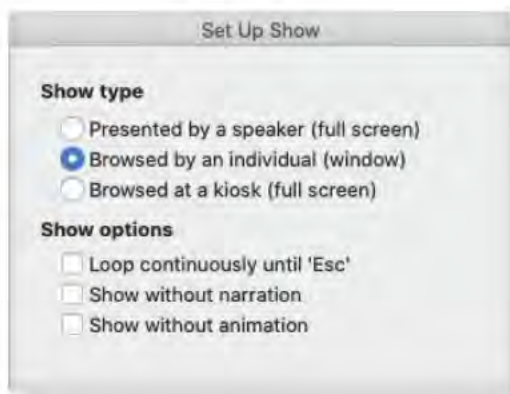 Set Up Show
Show type
Presented by a speaker (full screen)
Browsed by an individual (window)
Browsed at a kiosk (full screen)
Show options
Loop continuously until 'Esc'
Show without narration
Show without animation